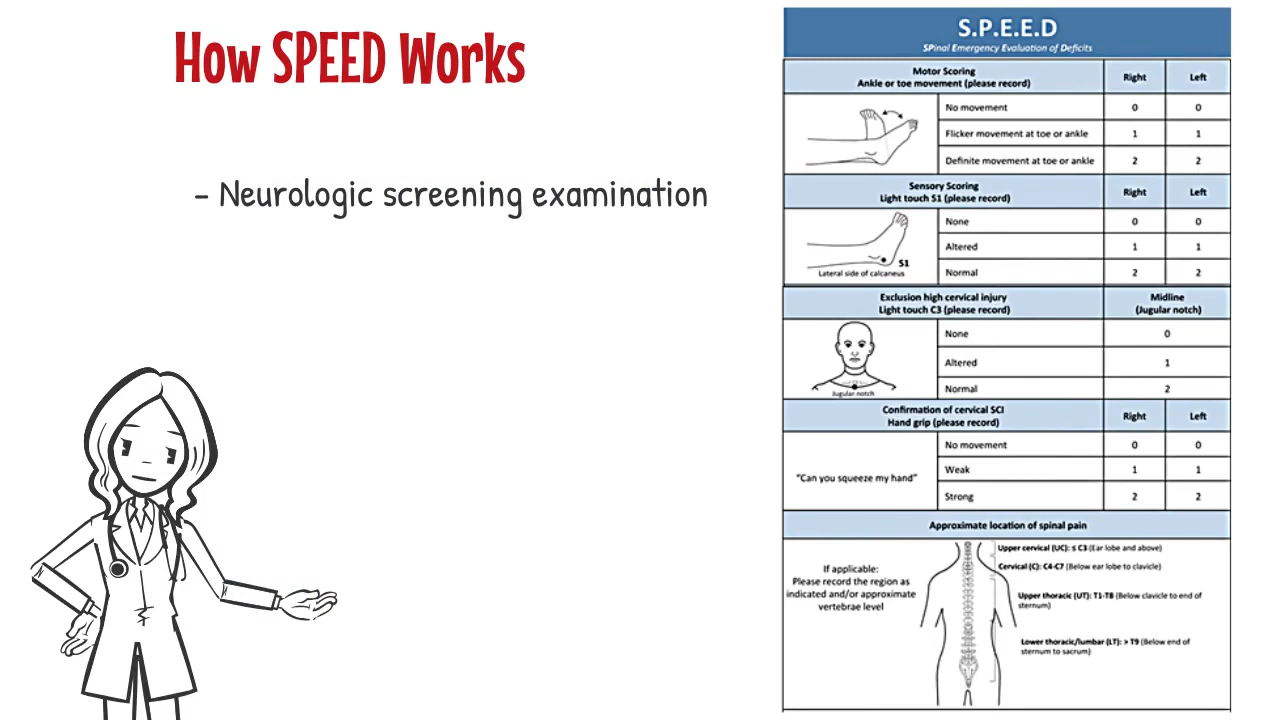 How SPEED Works
- Neurologic screening examination
S.P.E.E.D
SPinal Emergency Evaluation of Deficits
Motor Scoring
Ankle or toe movement (please record)
Right
Left
No movement
0
0
Flicker movement at toe or ankle
1
1
Definite movement at toe or ankle
2
2
Sensory Scoring
Light touch S1 (please record)
Right
Left
None
0
0
Altered
1
1
S1
Lateral side of calcaneus
Normal
2
2
Exclusion high cervical injury
Light touch C3 (please record)
Midline
(Jugular notch)
None
0
Altered
1
Jugular notch
Normal
2
Confirmation of cervical SCI
Hand grip (please record)
Right
Left
"Can you squeeze my hand"
No movement
0
0
Weak
1
1
Strong
2
2
Approximate location of spinal pain
If applicable:
Please record the region as
indicated and/or approximate
vertebrae level
Upper cervical (UC): ≤ C3 (Ear lobe and above)
Cervical (C): C4-C7 (Below ear lobe to clavicle)
Upper thoracic (UT): T1-T8 (Below clavicle to end of
sternum)
Lower thoracic/lumbar (LT): > T9 (Below end of
sternum to sacrum)